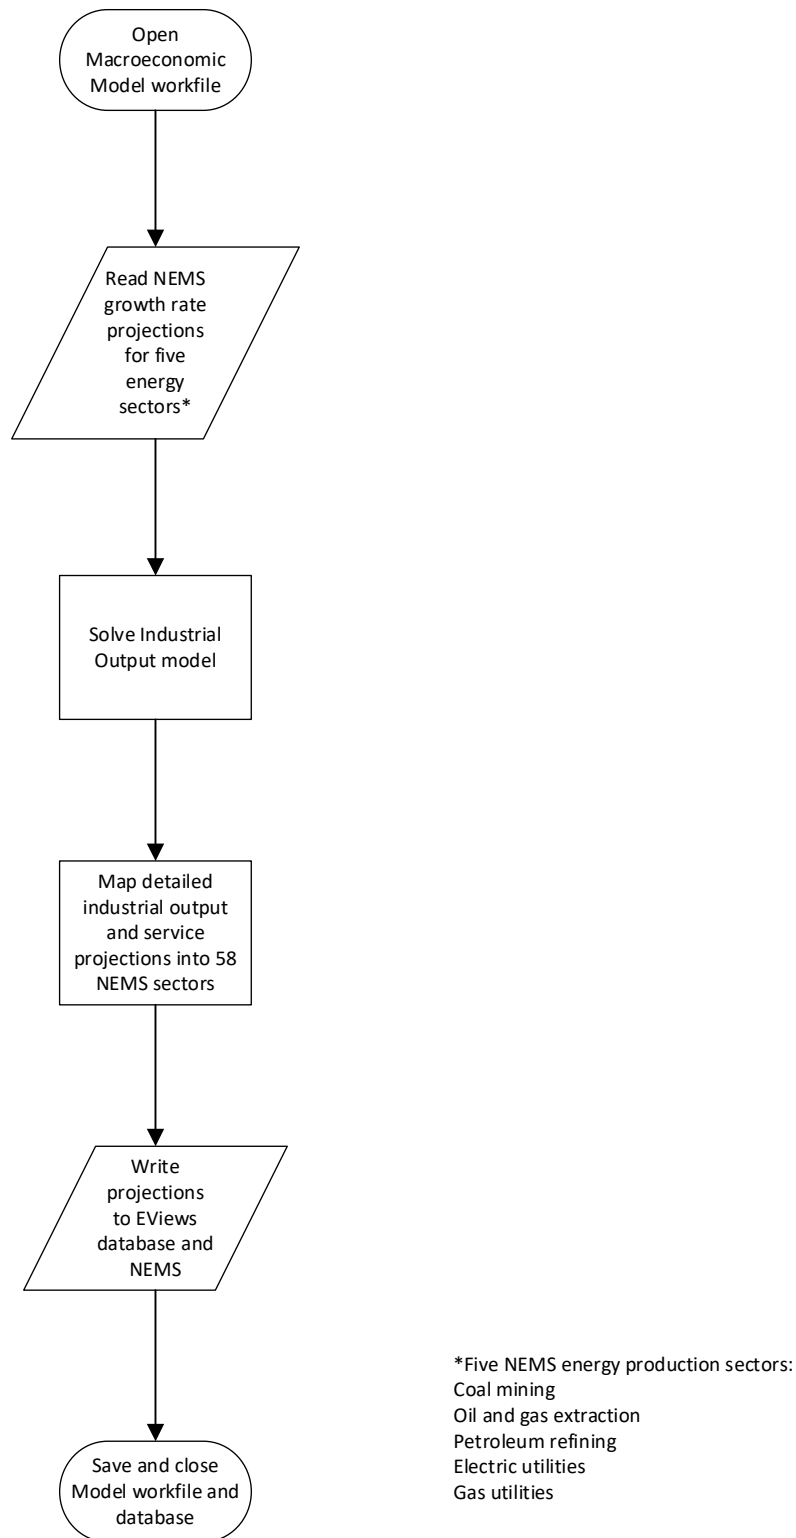 Open
Macroeconomic
Model workfile
Read NEMS
growth rate
projections
for five
energy
sectors*
Solve Industrial
Output model
Map detailed
industrial output
and service
projections into 58
NEMS sectors
Write
projections
to EViews
database and
NEMS
Save and close
Model workfile and
database
*Five NEMS energy production sectors:
Coal mining
Oil and gas extraction
Petroleum refining
Electric utilities
Gas utilities